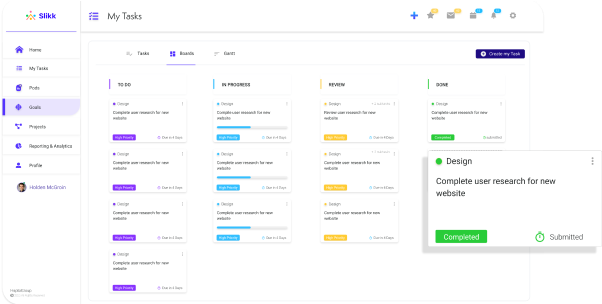 Slikk
My Tasks
Home
My Tasks
Pods
Goals
Projects
Reporting & Analytics
Profile
Holden McGroin
Tasks
Boards
Gantt
Create my Task
TO DO
IN PROGRESS
REVIEW
DONE
Design
Complete user research for new
website
High Priority
Due in 4 Days
Design
Complete user research for new
website
High Priority
Due in 4 Days
Design
Complete user research for new
website
High Priority
Due in 4 Days
Design
Complete user research for new
website
High Priority
Due in 4 Days
Design
Complete user research for new
website
High Priority
Due in 4 Days
Design
Complete user research for new
website
High Priority
Due in 4 Days
Design
Complete user research for new
website
High Priority
Due in 4 Days
Design
Review user research for new
website
High Priority
Due in 4 Days
Design
Complete user research for new
website
High Priority
Due in 4 Days
Design
Complete user research for new
website
High Priority
Due in 4 Days
Design
Complete user research for new
website
Completed
Submitted
Design
Complete user research for new
website
Completed
Submitted